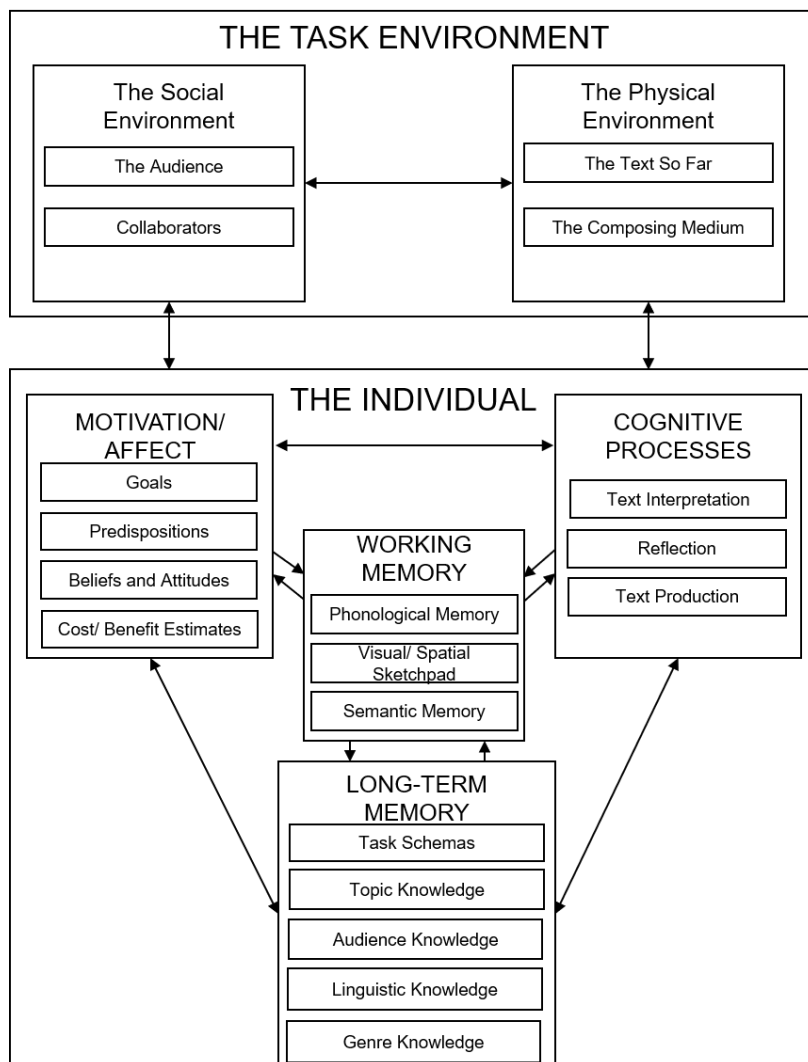 THE TASK ENVIRONMENT
The Social
Environment
The Audience
Collaborators
The Physical
Environment
The Text So Far
The Composing Medium
THE INDIVIDUAL
MOTIVATION/
AFFECT
Goals
Predispositions
Beliefs and Attitudes
Cost/ Benefit Estimates
WORKING
MEMORY
Phonological Memory
Visual/ Spatial
Sketchpad
Semantic Memory
COGNITIVE
PROCESSES
Text Interpretation
Reflection
Text Production
LONG-TERM
MEMORY
Task Schemas
Topic Knowledge
Audience Knowledge
Linguistic Knowledge
Genre Knowledge